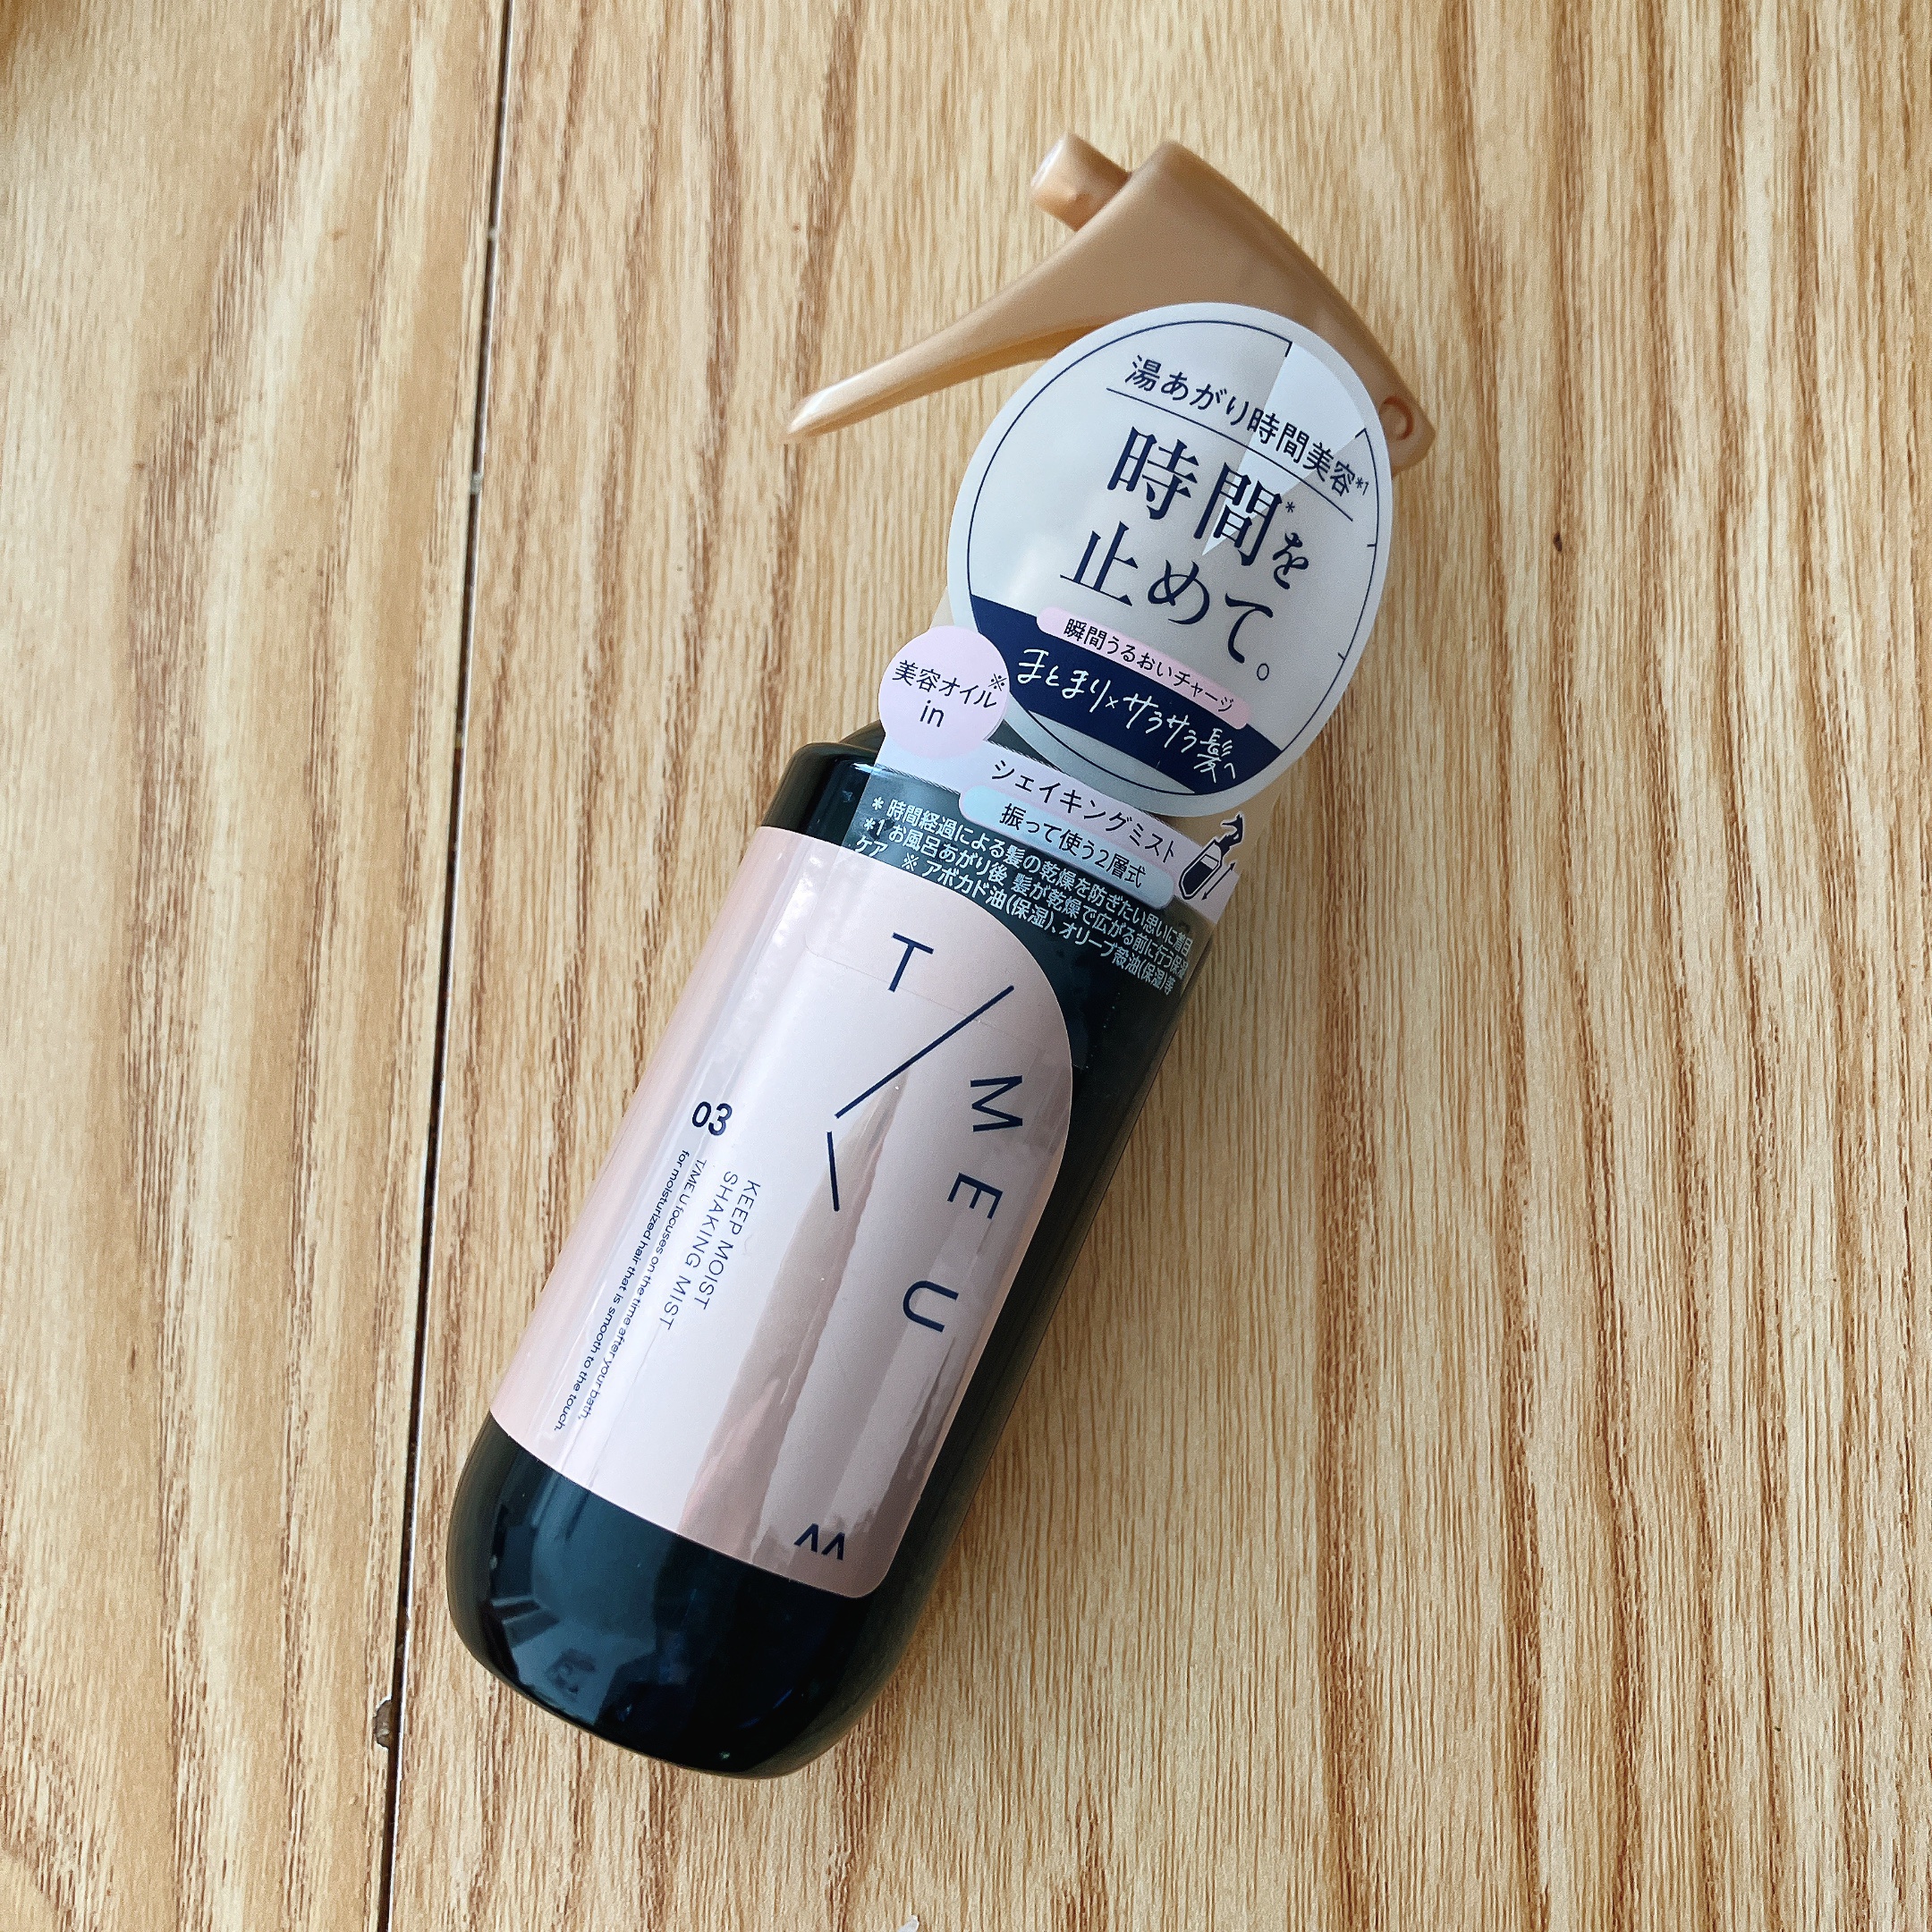 湯あがり時間美容*1
時間*を
止めて。
瞬間うるおいチャージ
まとまり×サラサラ髪へ
美容オイル※
in
シェイキングミスト
振って使う2層式
* 時間経過による髪の乾燥を防ぎたい思いに着目
*1 お風呂あがり後 髪が乾燥で広がる前に行う保湿
ケア ※ アボカド油(保湿)、オリーブ殻油(保湿)等
T/ME U
03
KEEP MOIST
SHAKING MIST
T/ME U focuses on the time after your bath,
for moisturized hair that is smooth to the touch.